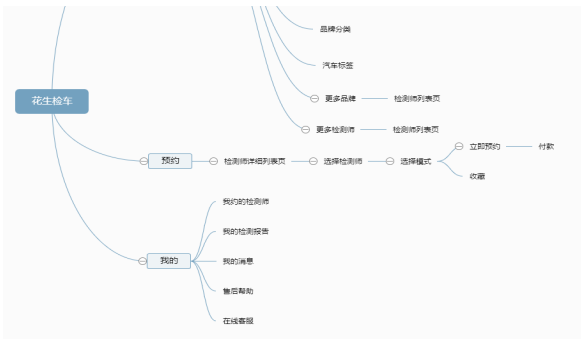 品牌分类
汽车标签
更多品牌 检测师列表页
花生检车
更多检测师 检测师列表页
立即预约 付款
预约 检测师详细列表页 选择检测师 选择模式
收藏
我约的检测师
我的检测报告
我的 我的消息
售后帮助
在线客服